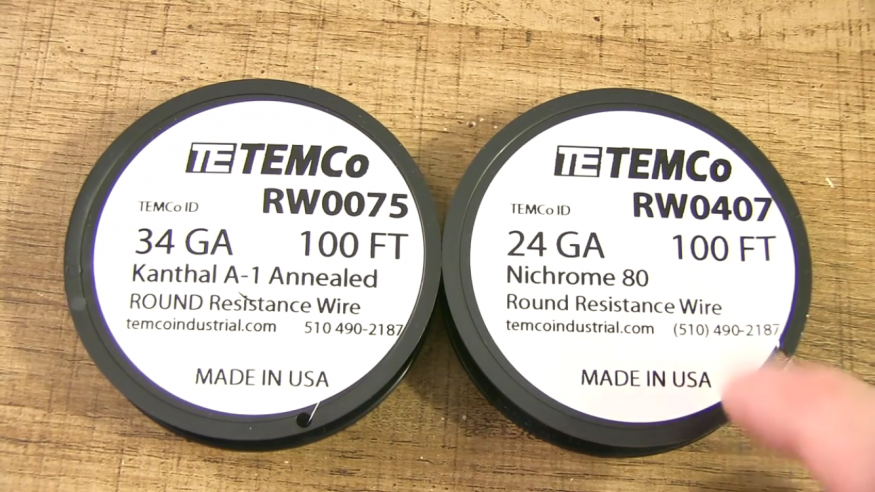 TE TEMCo
TEMCo ID RW0075
34 GA 100 FT
Kanthal A-1 Annealed
ROUND Resistance Wire
temcoindustrial.com 510 490-2187
MADE IN USA
TE TEMCo
TEMCo ID RW0407
24 GA 100 FT
Nichrome 80
Round Resistance Wire
temcoindustrial.com (510) 490-2187
MADE IN USA